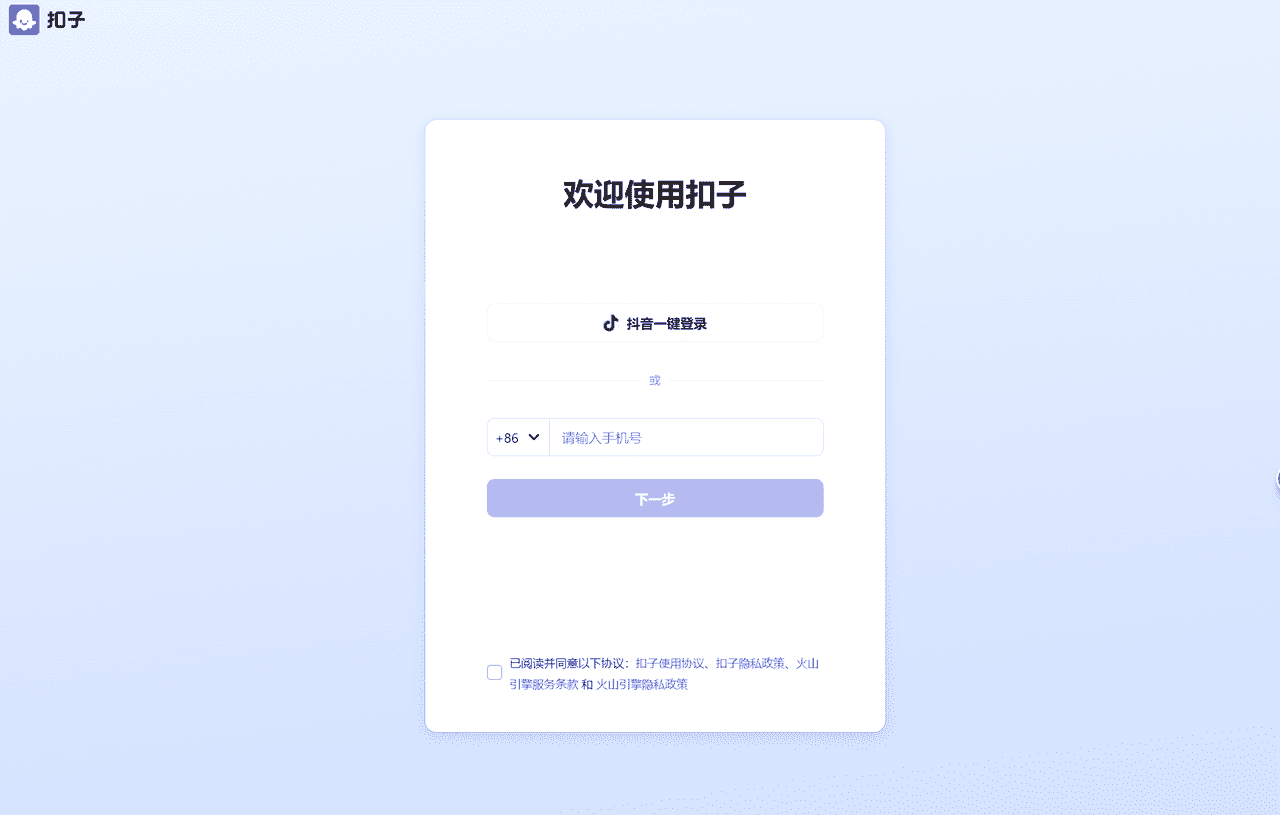 扣子
欢迎使用扣子
抖音一键登录
或
+86 请输入手机号
下一步
已阅读并同意以下协议：扣子使用协议、扣子隐私政策、火山
引擎服务条款 和 火山引擎隐私政策